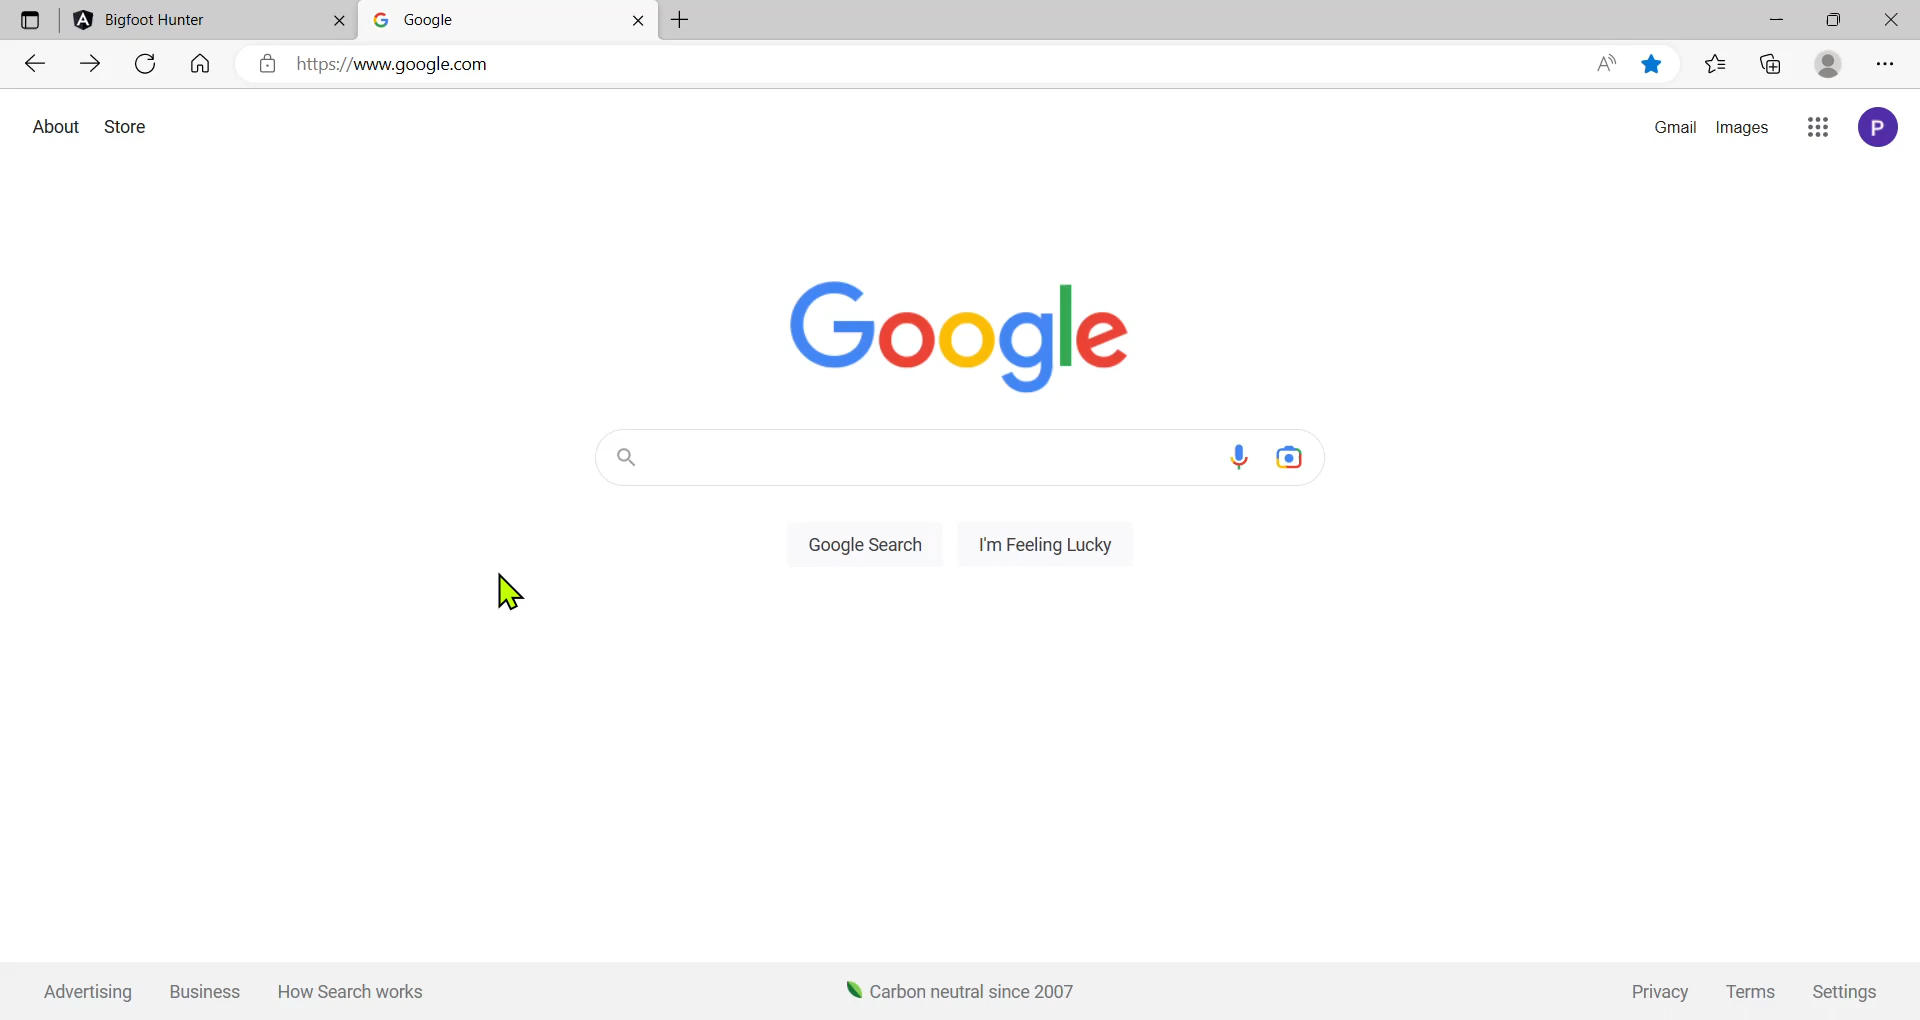 Bigfoot Hunter
Google
https://www.google.com
About Store
Gmail Images P
Google
Google Search I'm Feeling Lucky
Advertising Business How Search works
Carbon neutral since 2007
Privacy Terms Settings